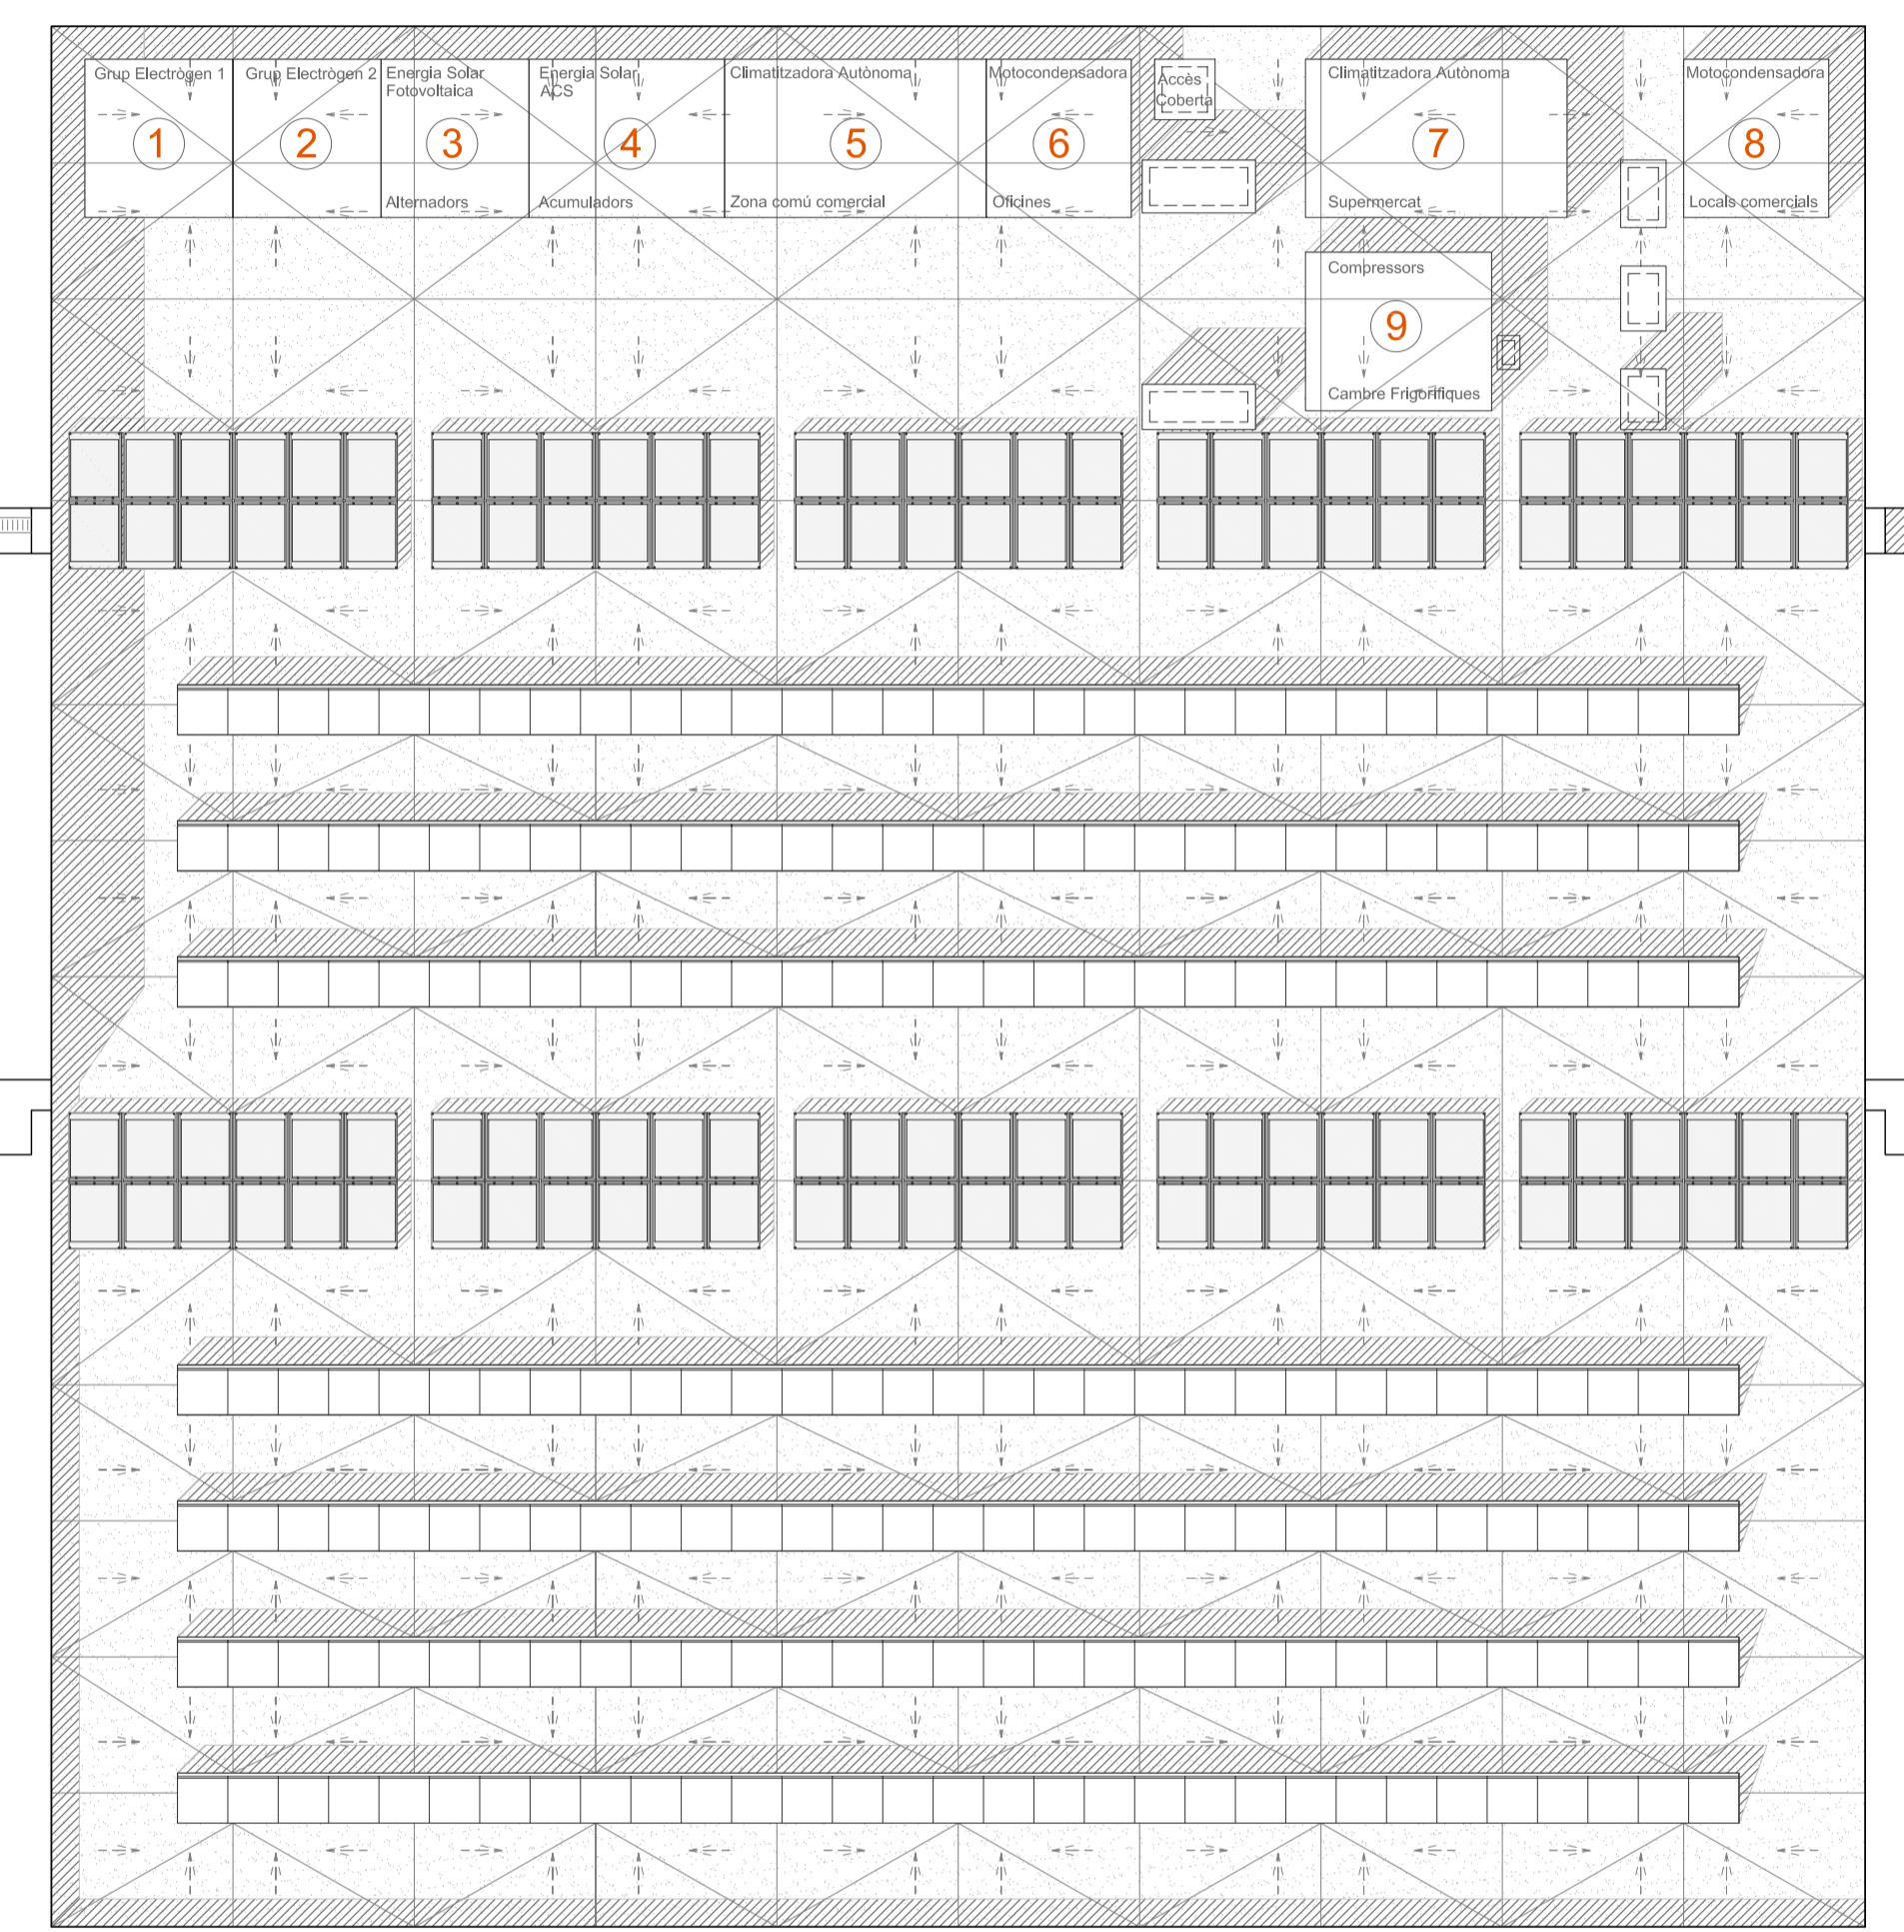 Grup Electrògen 1
1
Grup Electrògen 2
2
Energia Solar
Fotovoltaica
3
Alternadors
Energia Solar
ACS
4
Acumuladors
Climatitzadora Autònoma
5
Zona comú comercial
Motocondensadora
6
Oficines
Accès
Coberta
Climatitzadora Autònoma
7
Supermercat
Motocondensadora
8
Locals comercials
Compressors
9
Cambre Frigorifiques